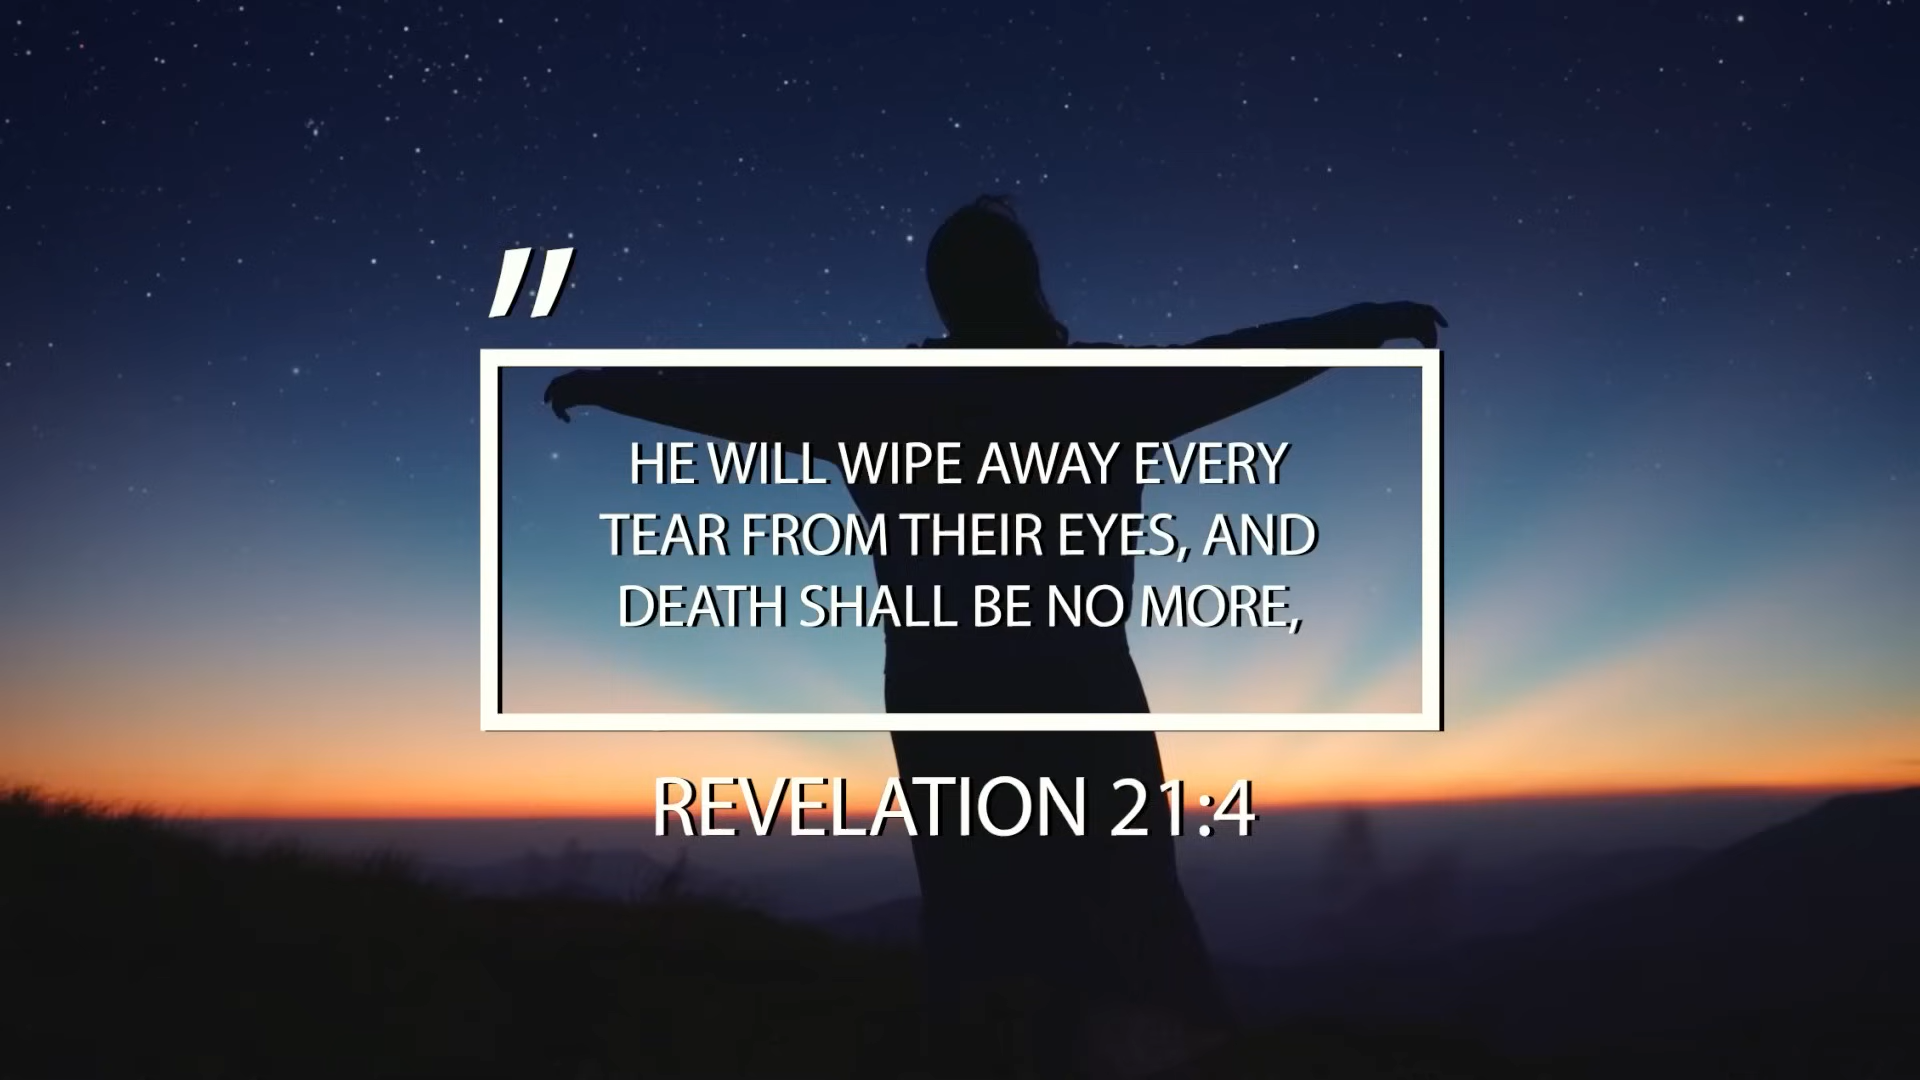 "
HE WILL WIPE AWAY EVERY
TEAR FROM THEIR EYES, AND
DEATH SHALL BE NO MORE,
REVELATION 21:4